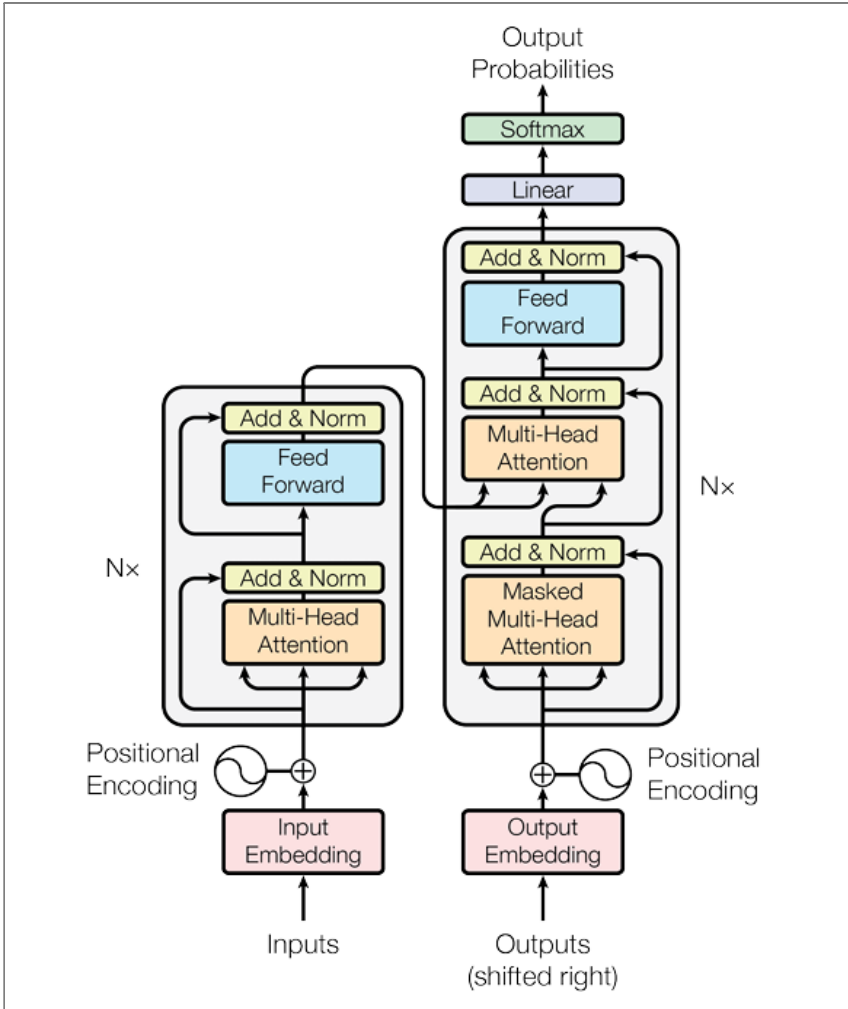 Output
Probabilities
Softmax
Linear
Add & Norm
Feed
Forward
Add & Norm
Multi-Head
Attention
Nx
Add & Norm
Masked
Multi-Head
Attention
Add & Norm
Feed
Forward
Nx
Add & Norm
Multi-Head
Attention
Positional
Encoding
Positional
Encoding
Input
Embedding
Output
Embedding
Inputs
Outputs
(shifted right)